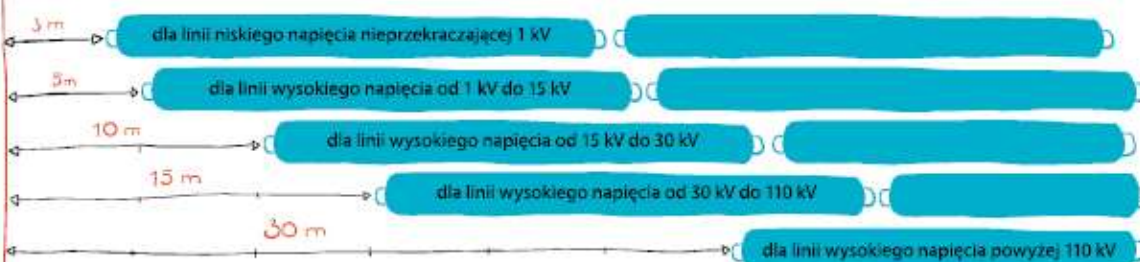 3 m
dla linii niskiego napięcia nieprzekraczającej 1 kV
5m
dla linii wysokiego napięcia od 1 kV do 15 kV
10 m
dla linii wysokiego napięcia od 15 kV do 30 kV
15 m
dla linii wysokiego napięcia od 30 kV do 110 kV
30 m
dla linii wysokiego napięcia powyżej 110 kV